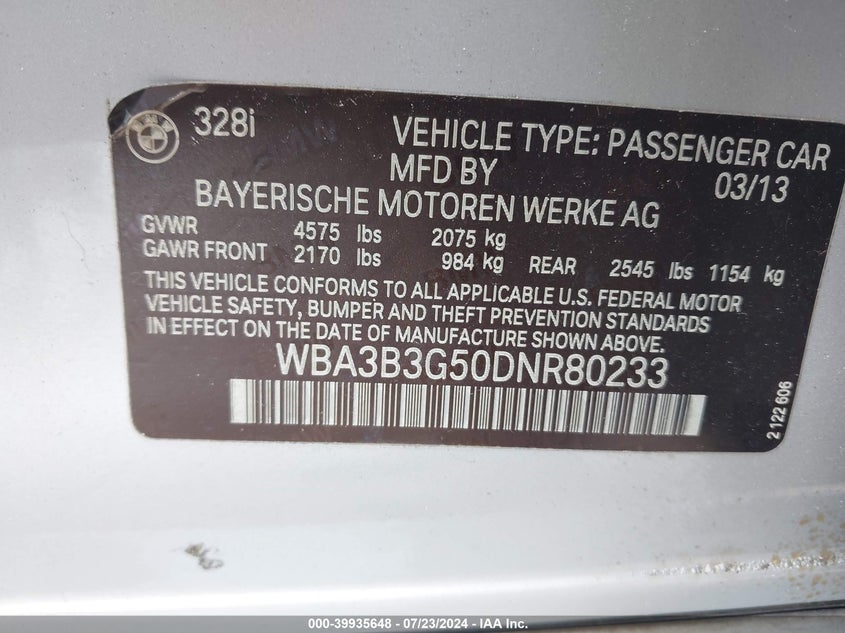 328i
VEHICLE TYPE: PASSENGER CAR
MFD BY 03/13
BAYERISCHE MOTOREN WERKE AG
GVWR 4575 lbs 2075 kg
GAWR FRONT 2170 lbs 984 kg REAR 2545 lbs 1154 kg
THIS VEHICLE CONFORMS TO ALL APPLICABLE U.S. FEDERAL MOTOR
VEHICLE SAFETY, BUMPER AND THEFT PREVENTION STANDARDS
IN EFFECT ON THE DATE OF MANUFACTURE SHOWN ABOVE.
WBA3B3G50DNR80233
2 122 606
000-39935648 - 07/23/2024 - IAA Inc.